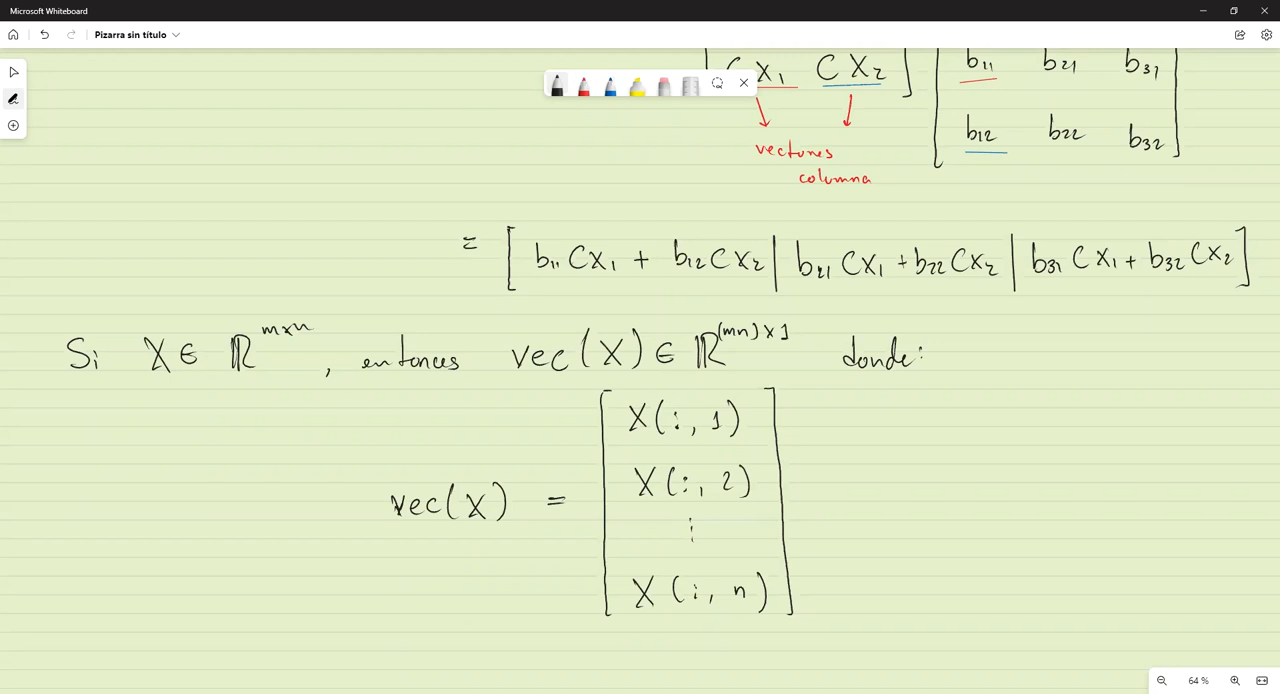 Microsoft Whiteboard
Pizarra sin título
[ C X₁ C X₂ ] [ b₁₁ b₂₁ b₃₁
b₁₂ b₂₂ b₃₂ ]
vectores
columna
= [ b₁₁ C X₁ + b₁₂ C X₂ | b₂₁ C X₁ + b₂₂ C X₂ | b₃₁ C X₁ + b₃₂ C X₂ ]
Si X ∈ ℝ^{m×n} , entonces vec(X) ∈ ℝ^{(mn)×1} donde:
X(:, 1)
X(:, 2)
vec(X) =
⋮
X(:, n)
64 %